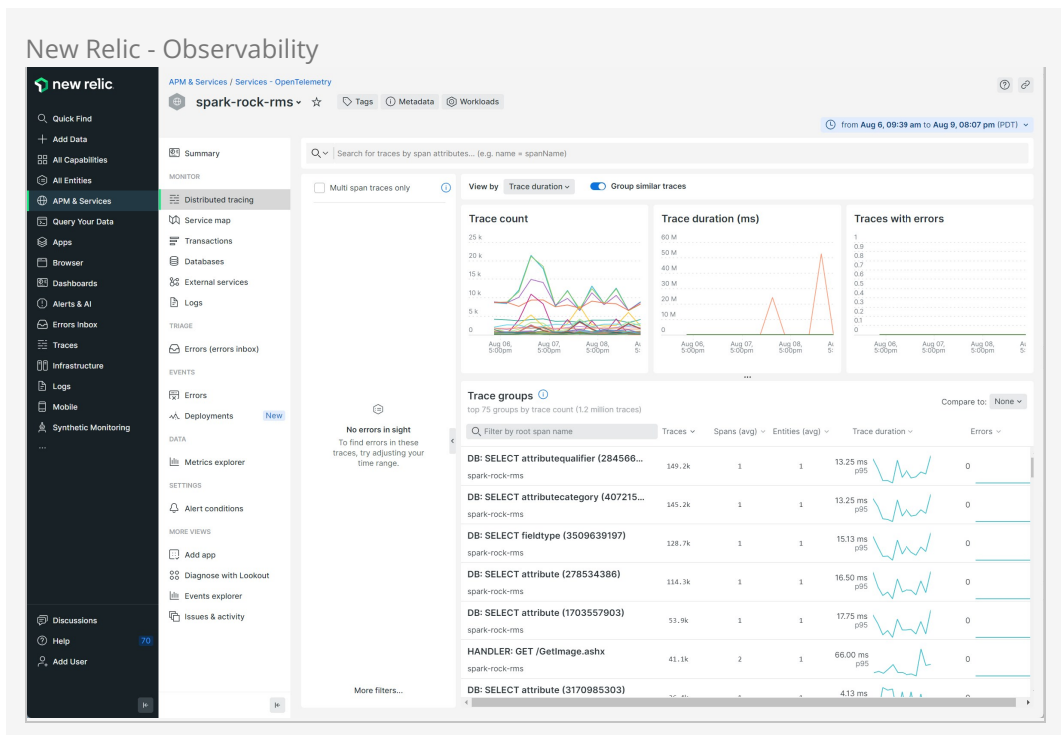 New Relic - Observability
new relic.
Quick Find
Add Data
All Capabilities
All Entities
APM & Services
Query Your Data
Apps
Browser
Dashboards
Alerts & AI
Errors Inbox
Traces
Infrastructure
Logs
Mobile
Synthetic Monitoring
...
Discussions
Help 70
Add User
APM & Services / Services - OpenTelemetry
spark-rock-rms
Tags
Metadata
Workloads
from Aug 6, 09:39 am to Aug 9, 08:07 pm (PDT)
Summary
MONITOR
Distributed tracing
Service map
Transactions
Databases
External services
Logs
TRIAGE
Errors (errors inbox)
EVENTS
Errors
Deployments New
DATA
Metrics explorer
SETTINGS
Alert conditions
MORE VIEWS
Add app
Diagnose with Lookout
Events explorer
Issues & activity
Search for traces by span attributes... (e.g. name = spanName)
Multi span traces only
No errors in sight
To find errors in these
traces, try adjusting your
time range.
More filters...
View by Trace duration Group similar traces
Trace count
25 k
20 k
15 k
10 k
5 k
0
Aug 06, Aug 07, Aug 08, A
5:00pm 5:00pm 5:00pm 5:
Trace duration (ms)
60 M
50 M
40 M
30 M
20 M
10 M
0
Aug 06, Aug 07, Aug 08, A
5:00pm 5:00pm 5:00pm 5:
Traces with errors
1
0.9
0.8
0.7
0.6
0.5
0.4
0.3
0.2
0.1
0
Aug 06, Aug 07, Aug 08, A
5:00pm 5:00pm 5:00pm 5:
...
Trace groups
top 75 groups by trace count (1.2 million traces)
Compare to: None
Filter by root span name Traces Spans (avg) Entities (avg) Trace duration Errors
DB: SELECT attributequalifier (284566... 149.2k 1 1 13.25 ms p95 0
spark-rock-rms
DB: SELECT attributecategory (407215... 145.2k 1 1 13.25 ms p95 0
spark-rock-rms
DB: SELECT fieldtype (3509639197) 128.7k 1 1 15.13 ms p95 0
spark-rock-rms
DB: SELECT attribute (278534386) 114.3k 1 1 16.50 ms p95 0
spark-rock-rms
DB: SELECT attribute (1703557903) 53.9k 1 1 17.75 ms p95 0
spark-rock-rms
HANDLER: GET /GetImage.ashx 41.1k 2 1 66.00 ms p95 0
spark-rock-rms
DB: SELECT attribute (3170985303) 4.13 ms